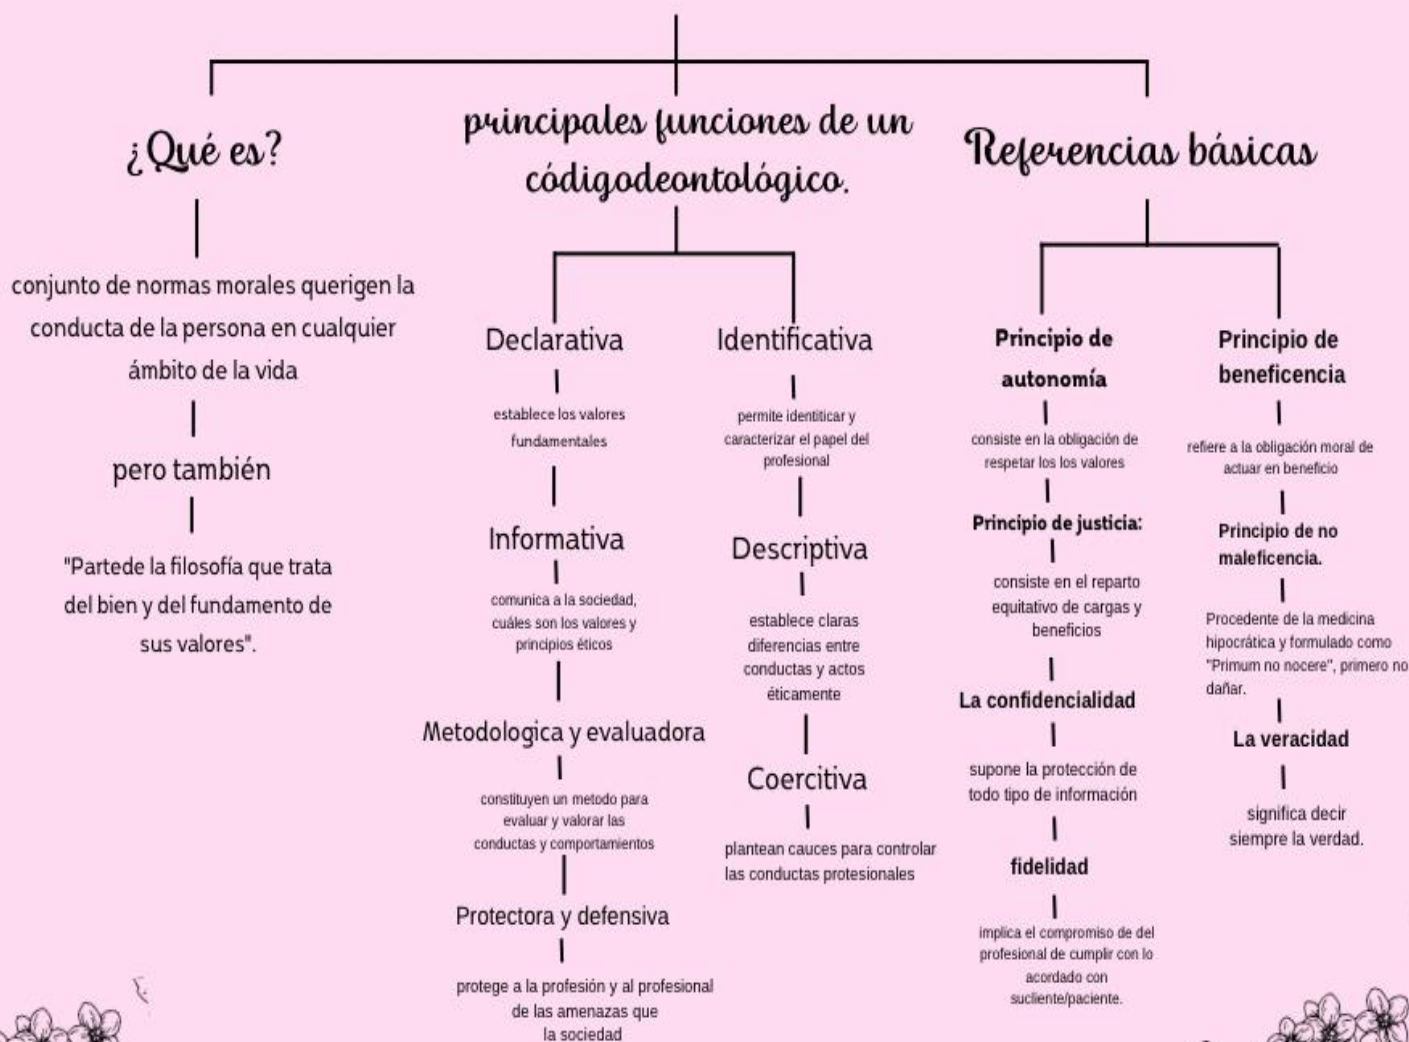 ¿Qué es?
conjunto de normas morales querigen la
conducta de la persona en cualquier
ámbito de la vida
pero también
"Partede la filosofía que trata
del bien y del fundamento de
sus valores".
principales funciones de un
códigodeontológico.
Declarativa
establece los valores
fundamentales
Informativa
comunica a la sociedad,
cuáles son los valores y
principios éticos
Metodologica y evaluadora
constituyen un metodo para
evaluar y valorar las
conductas y comportamientos
Protectora y defensiva
protege a la profesión y al profesional
de las amenazas que
la sociedad
Identificativa
permite identiticar y
caracterizar el papel del
profesional
Descriptiva
establece claras
diferencias entre
conductas y actos
éticamente
Coercitiva
plantean cauces para controlar
las conductas protesionales
Referencias básicas
Principio de
autonomía
consiste en la obligación de
respetar los los valores
Principio de justicia:
consiste en el reparto
equitativo de cargas y
beneficios
La confidencialidad
supone la protección de
todo tipo de información
fidelidad
implica el compromiso de del
profesional de cumplir con lo
acordado con
sucliente/paciente.
Principio de
beneficencia
refiere a la obligación moral de
actuar en beneficio
Principio de no
maleficencia.
Procedente de la medicina
hipocrática y formulado como
"Primum no nocere", primero no
dañar.
La veracidad
significa decir
siempre la verdad.